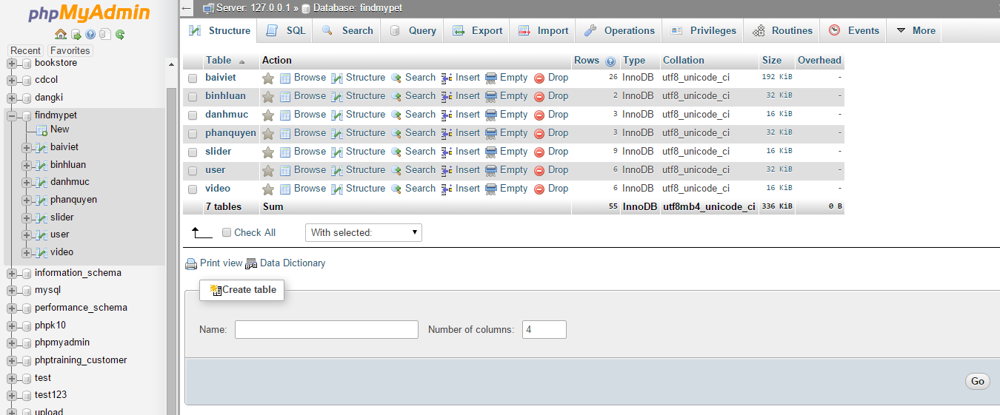 phpMyAdmin
Recent Favorites
bookstore
cdcol
dangki
findmypet
New
baiviet
binhluan
danhmuc
phanquyen
slider
user
video
information_schema
mysql
performance_schema
phpk10
phpmyadmin
phptraining_customer
test
test123
upload
Server: 127.0.0.1 » Database: findmypet
Structure SQL Search Query Export Import Operations Privileges Routines Events More
Table Action Rows Type Collation Size Overhead
baiviet Browse Structure Search Insert Empty Drop 26 InnoDB utf8_unicode_ci 192 KiB -
binhluan Browse Structure Search Insert Empty Drop 2 InnoDB utf8_unicode_ci 32 KiB -
danhmuc Browse Structure Search Insert Empty Drop 3 InnoDB utf8_unicode_ci 16 KiB -
phanquyen Browse Structure Search Insert Empty Drop 3 InnoDB utf8_unicode_ci 32 KiB -
slider Browse Structure Search Insert Empty Drop 9 InnoDB utf8_unicode_ci 16 KiB -
user Browse Structure Search Insert Empty Drop 6 InnoDB utf8_unicode_ci 32 KiB -
video Browse Structure Search Insert Empty Drop 6 InnoDB utf8_unicode_ci 16 KiB -
7 tables Sum 55 InnoDB utf8mb4_unicode_ci 336 KiB 0 B
Check All With selected:
Print view Data Dictionary
Create table
Name: Number of columns: 4
Go